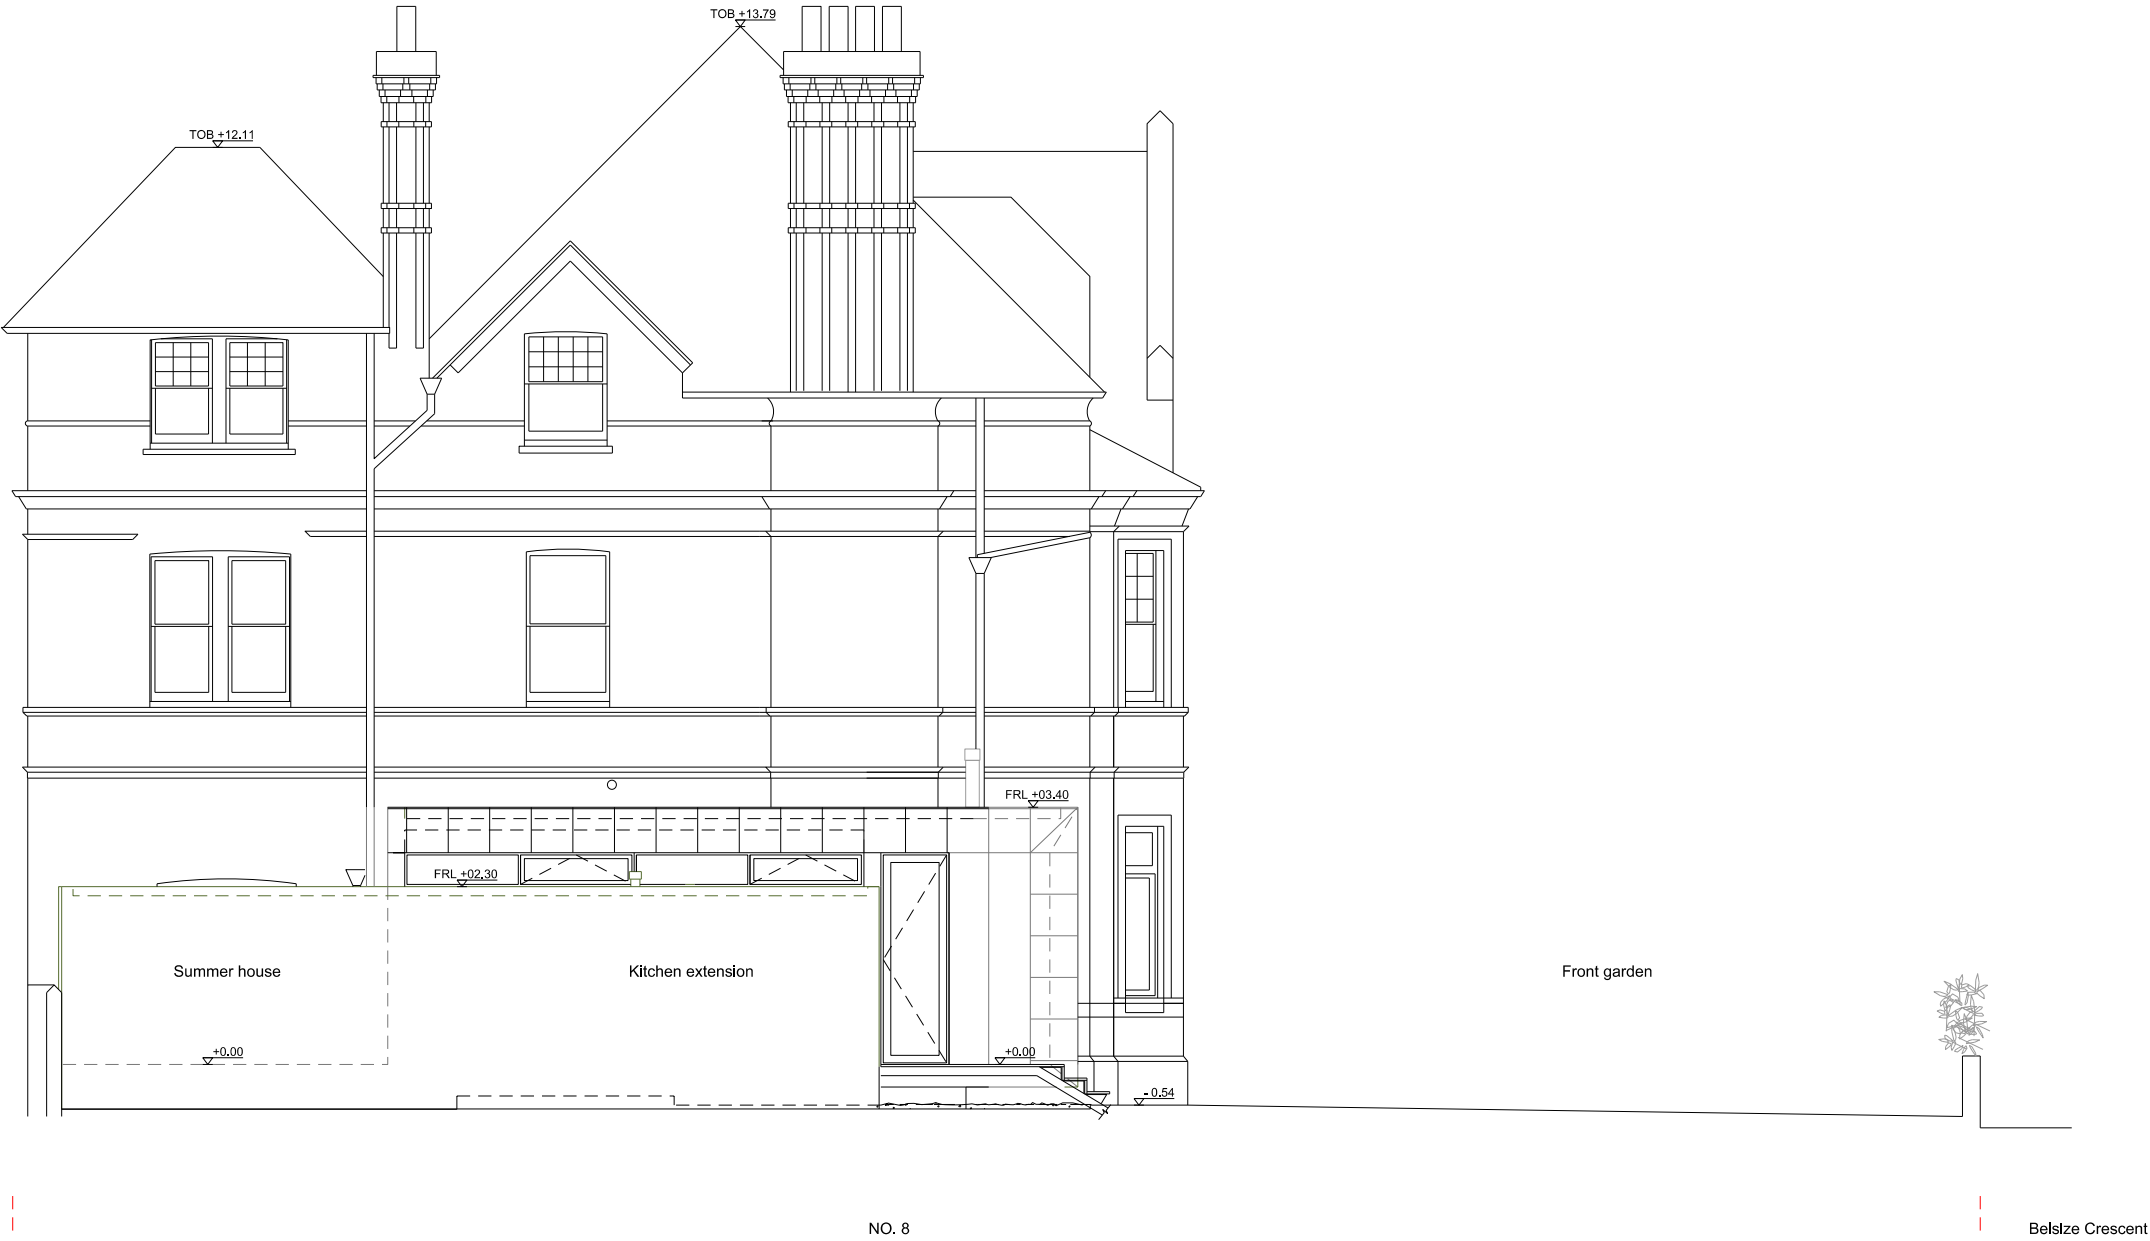 TOB +13.79
TOB +12.11
FRL +03.40
FRL +02.30
Summer house
Kitchen extension
Front garden
+0.00
+0.00
- 0.54
NO. 8
Belsize Crescent